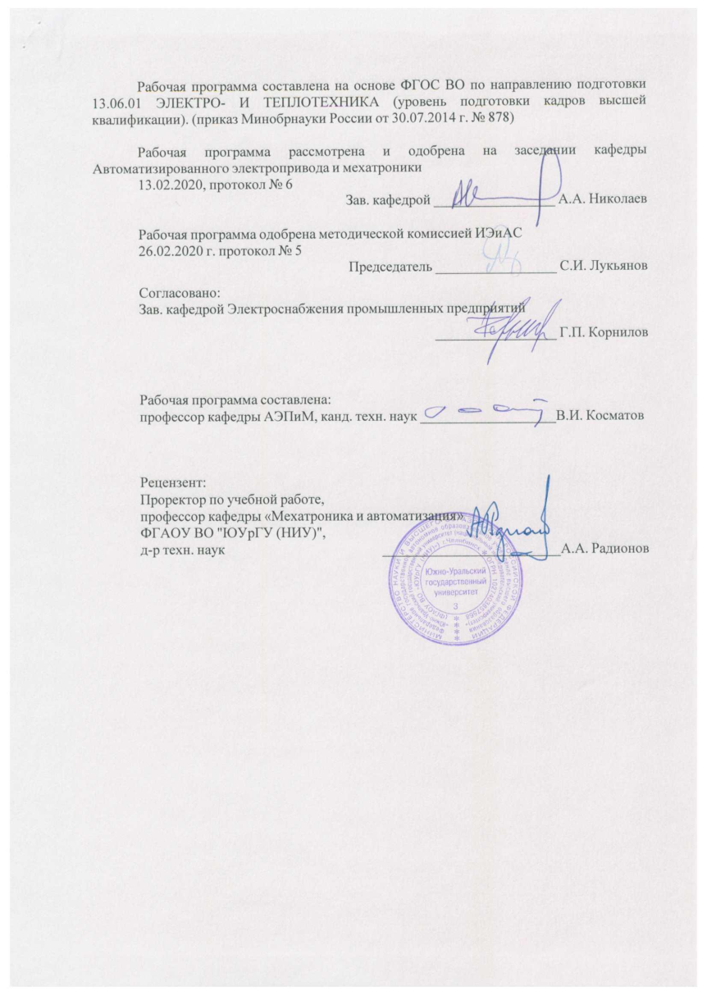 Рабочая программа составлена на основе ФГОС ВО по направлению подготовки
13.06.01 ЭЛЕКТРО- И ТЕПЛОТЕХНИКА (уровень подготовки кадров высшей
квалификации). (приказ Минобрнауки России от 30.07.2014 г. № 878)
Рабочая программа рассмотрена и одобрена на заседании кафедры
Автоматизированного электропривода и мехатроники
13.02.2020, протокол № 6
Зав. кафедрой ________________ А.А. Николаев
Рабочая программа одобрена методической комиссией ИЭиАС
26.02.2020 г. протокол № 5
Председатель ________________ С.И. Лукьянов
Согласовано:
Зав. кафедрой Электроснабжения промышленных предприятий
________________ Г.П. Корнилов
Рабочая программа составлена:
профессор кафедры АЭПиМ, канд. техн. наук __________________В.И. Косматов
Рецензент:
Проректор по учебной работе,
профессор кафедры «Мехатроника и автоматизация»
ФГАОУ ВО "ЮУрГУ (НИУ)",
д-р техн. наук ________________________А.А. Радионов
Южно-Уральский
государственный
университет
3